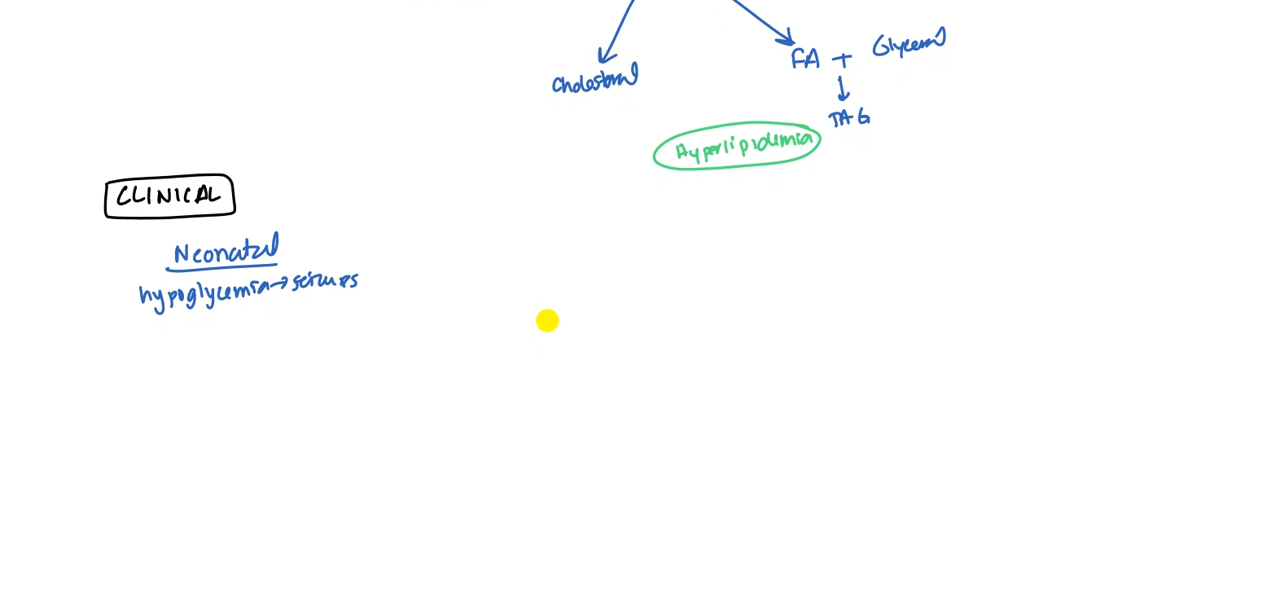 Glycerol
FA +
Cholesterol
TAG
Hyperlipidemia
CLINICAL
Neonatal
hypoglycemia → seizures